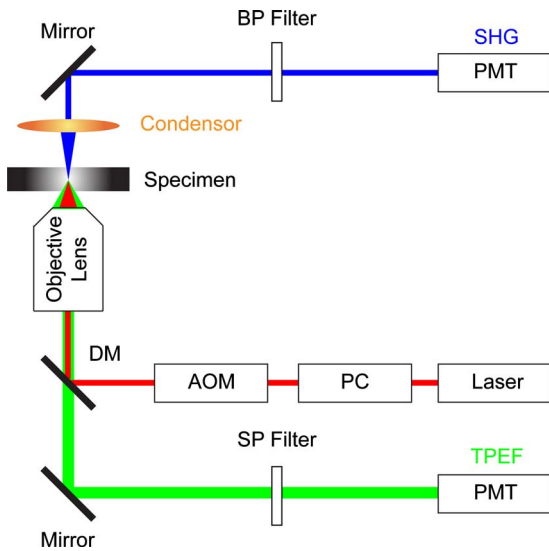 Mirror
BP Filter
SHG
PMT
Condensor
Specimen
Objective
Lens
DM
AOM
PC
Laser
SP Filter
TPEF
PMT
Mirror